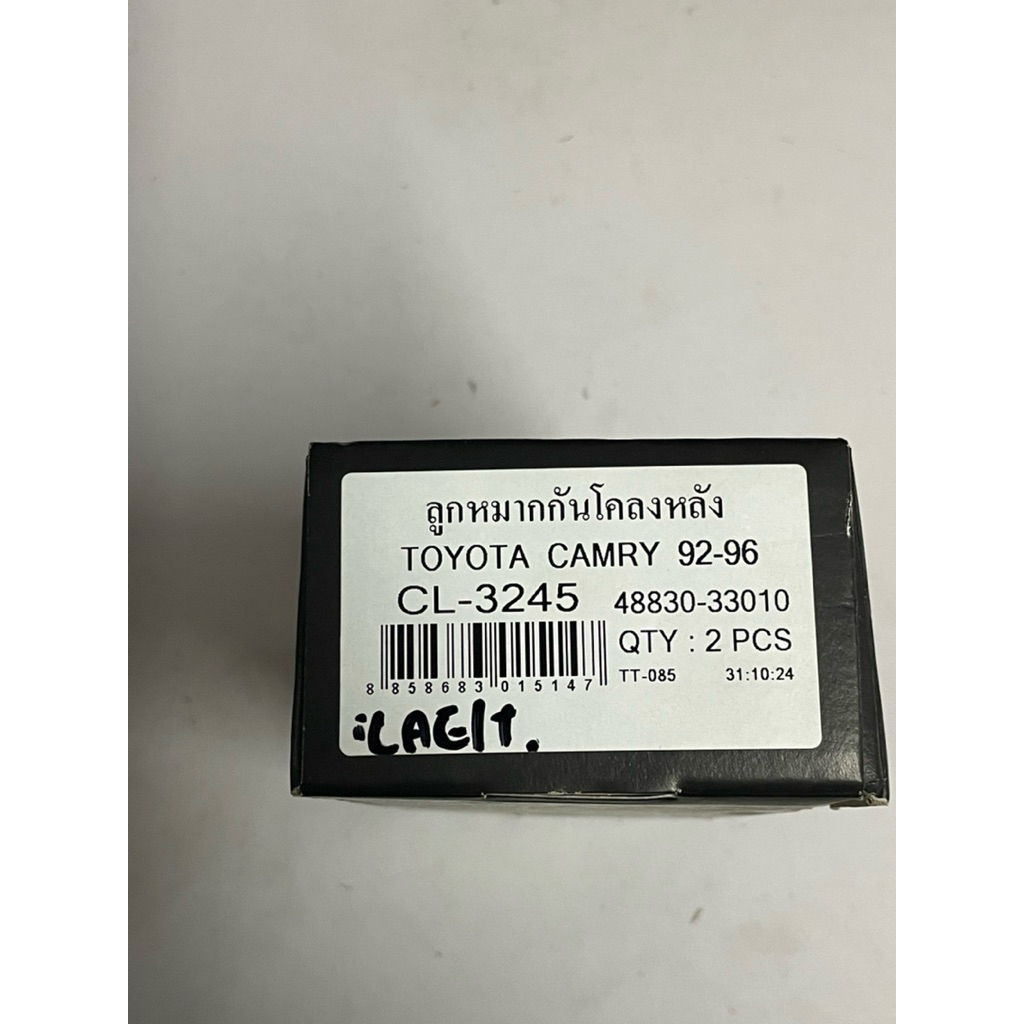 ลูกหมากกันโคลงหลัง
TOYOTA CAMRY 92-96
CL-3245 48830-33010
QTY : 2 PCS
8 858683 015147 TT-085 31:10:24